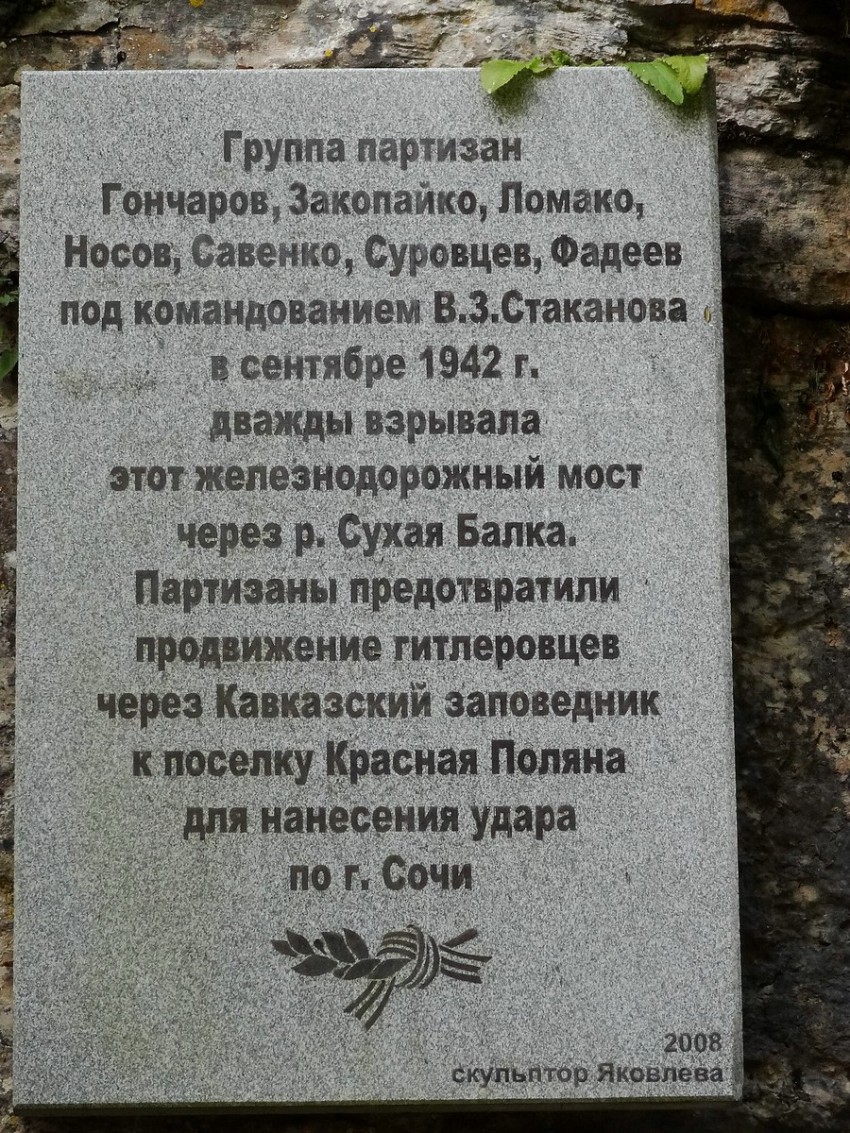 Группа партизан
Гончаров, Закопайко, Ломако,
Носов, Савенко, Суровцев, Фадеев
под командованием В.З.Стаканова
в сентябре 1942 г.
дважды взрывала
этот железнодорожный мост
через р. Сухая Балка.
Партизаны предотвратили
продвижение гитлеровцев
через Кавказский заповедник
к поселку Красная Поляна
для нанесения удара
по г. Сочи
2008
скульптор Яковлева